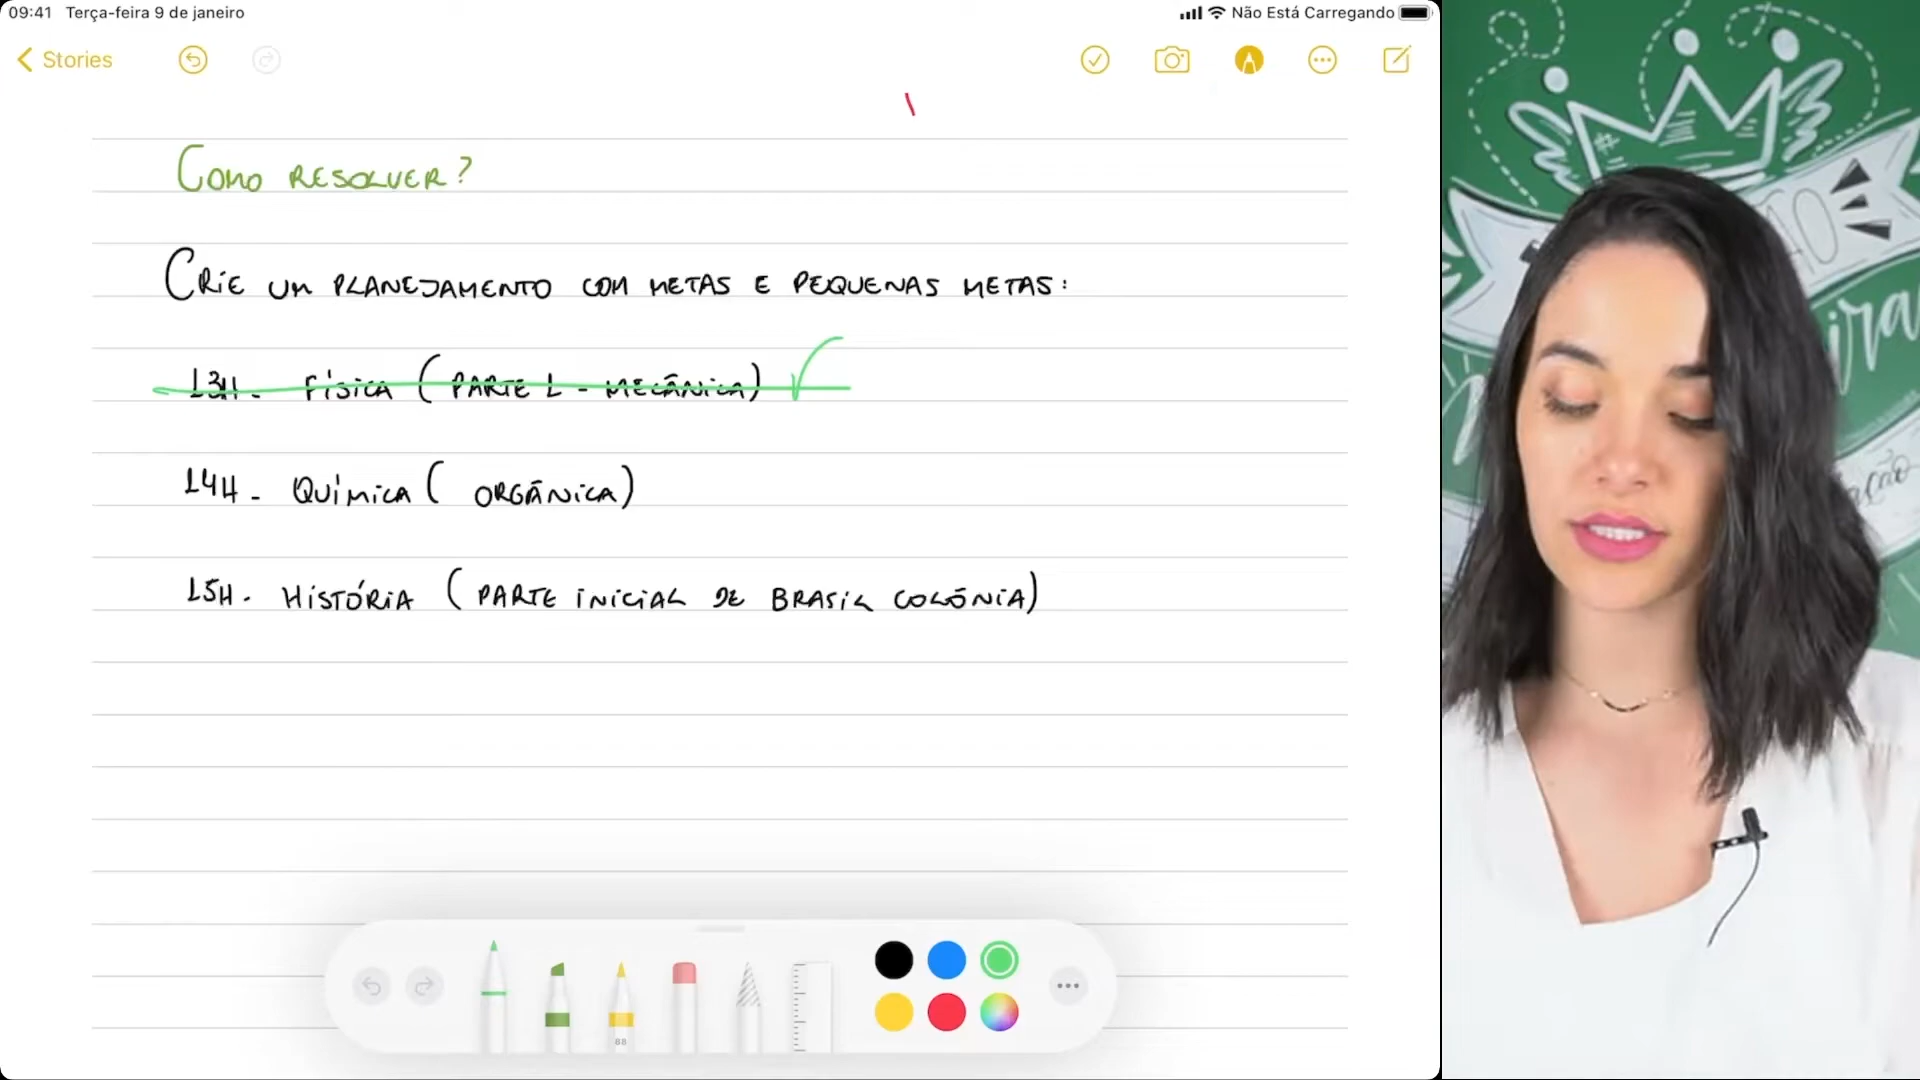 09:41 Terça-feira 9 de janeiro Não Está Carregando
Stories
COMO RESOLVER?
CRIE UM PLANEJAMENTO COM METAS E PEQUENAS METAS:
13H. FÍSICA (PARTE 1 - MECÂNICA)
14H - QUÍMICA (ORGÂNICA)
15H. HISTÓRIA (PARTE INICIAL DE BRASIL COLÔNIA)
88